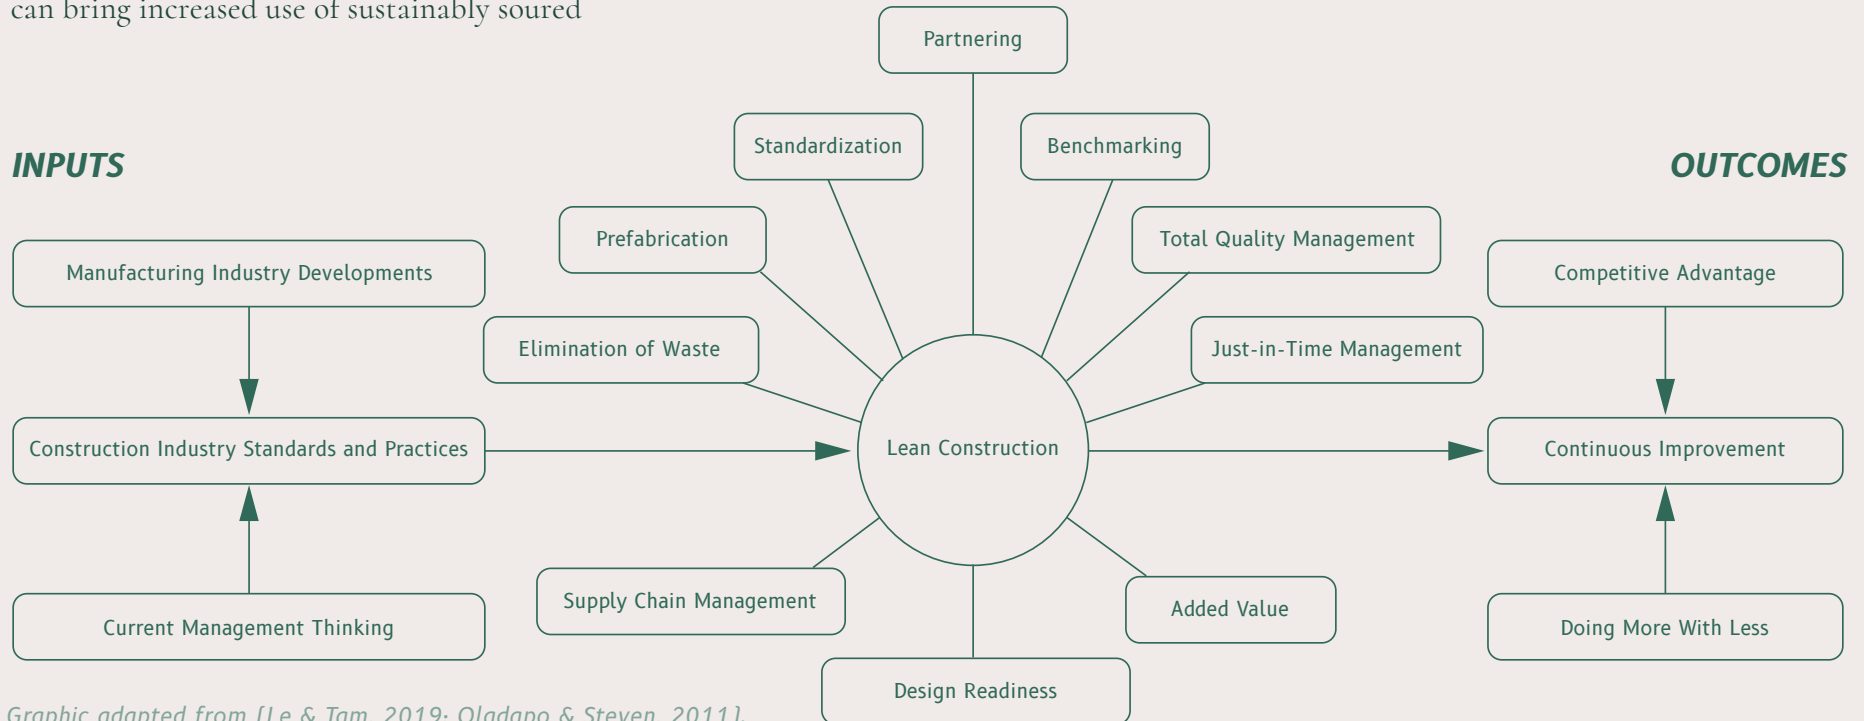 can bring increased use of sustainably soured
Partnering
Standardization
Benchmarking
INPUTS
OUTCOMES
Prefabrication
Total Quality Management
Manufacturing Industry Developments
Competitive Advantage
Elimination of Waste
Just-in-Time Management
Construction Industry Standards and Practices
Lean Construction
Continuous Improvement
Supply Chain Management
Added Value
Current Management Thinking
Doing More With Less
Design Readiness
Graphic adapted from [Le & Tam, 2019; Oladapo & Steven, 2011].